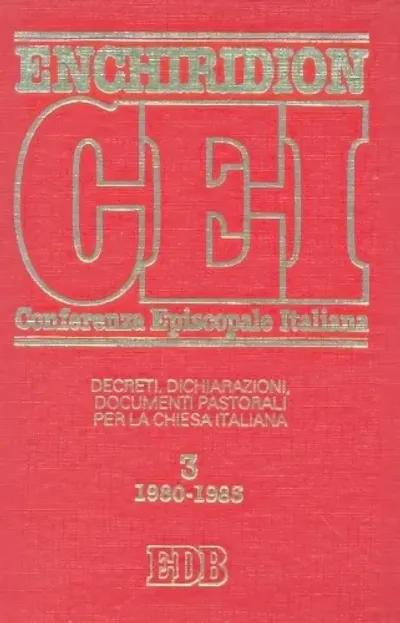 ENCHIRIDION
CEI
Conferenza Episcopale Italiana
DECRETI, DICHIARAZIONI,
DOCUMENTI PASTORALI
PER LA CHIESA ITALIANA
3
1980-1985
EDB